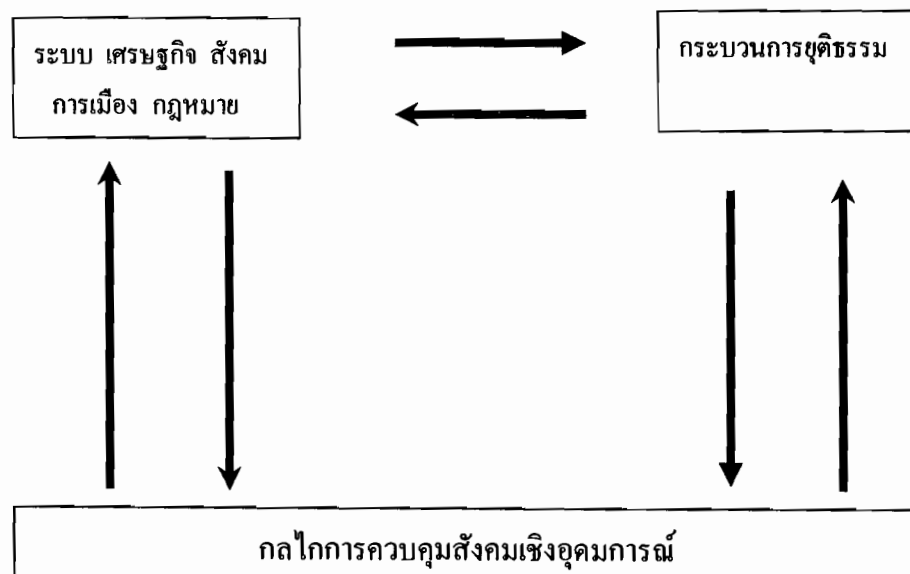 ระบบ เศรษฐกิจ สังคม
การเมือง กฎหมาย
กระบวนการยุติธรรม
กลไกการควบคุมสังคมเชิงอุดมการณ์